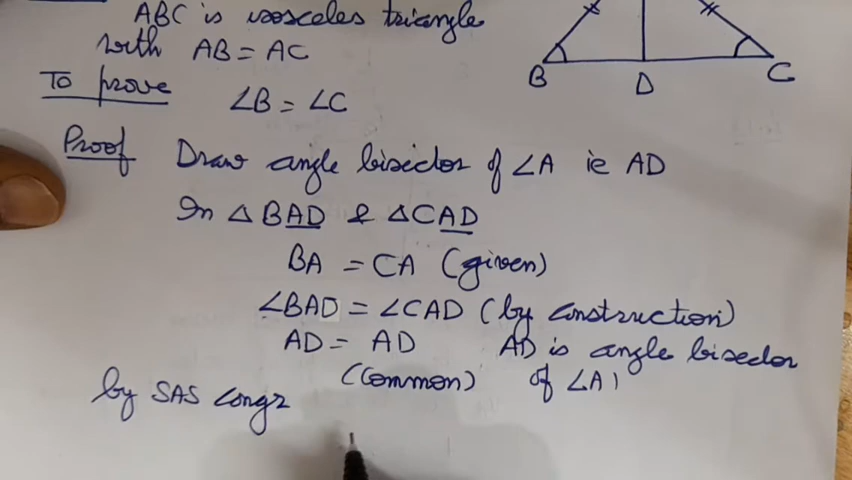 ABC is isosceles triangle
with AB = AC
B D C
To prove
∠B = ∠C
Proof Draw angle bisector of ∠A ie AD
In △BAD & △CAD
BA = CA (given)
∠BAD = ∠CAD (by construction)
AD = AD AD is angle bisector
(Common) of ∠A)
by SAS congr